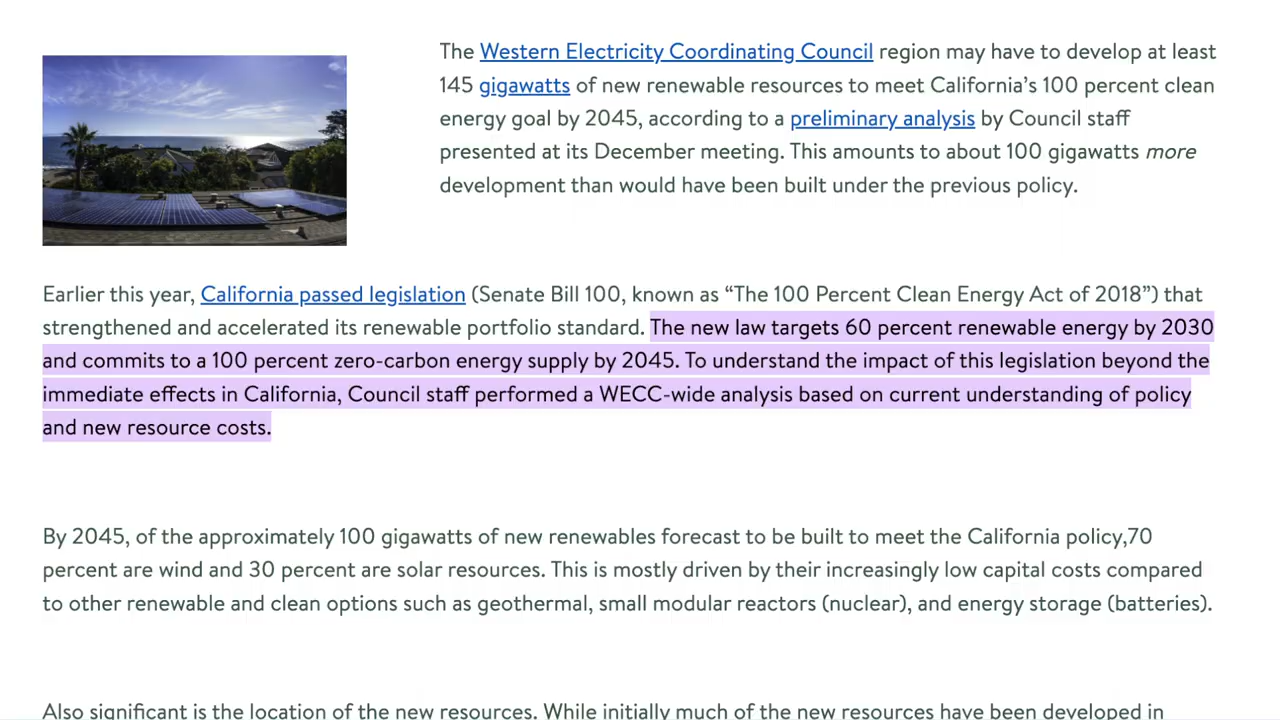 The Western Electricity Coordinating Council region may have to develop at least
145 gigawatts of new renewable resources to meet California’s 100 percent clean
energy goal by 2045, according to a preliminary analysis by Council staff
presented at its December meeting. This amounts to about 100 gigawatts more
development than would have been built under the previous policy.
Earlier this year, California passed legislation (Senate Bill 100, known as “The 100 Percent Clean Energy Act of 2018”) that
strengthened and accelerated its renewable portfolio standard. The new law targets 60 percent renewable energy by 2030
and commits to a 100 percent zero-carbon energy supply by 2045. To understand the impact of this legislation beyond the
immediate effects in California, Council staff performed a WECC-wide analysis based on current understanding of policy
and new resource costs.
By 2045, of the approximately 100 gigawatts of new renewables forecast to be built to meet the California policy,70
percent are wind and 30 percent are solar resources. This is mostly driven by their increasingly low capital costs compared
to other renewable and clean options such as geothermal, small modular reactors (nuclear), and energy storage (batteries).
Also significant is the location of the new resources. While initially much of the new resources have been developed in